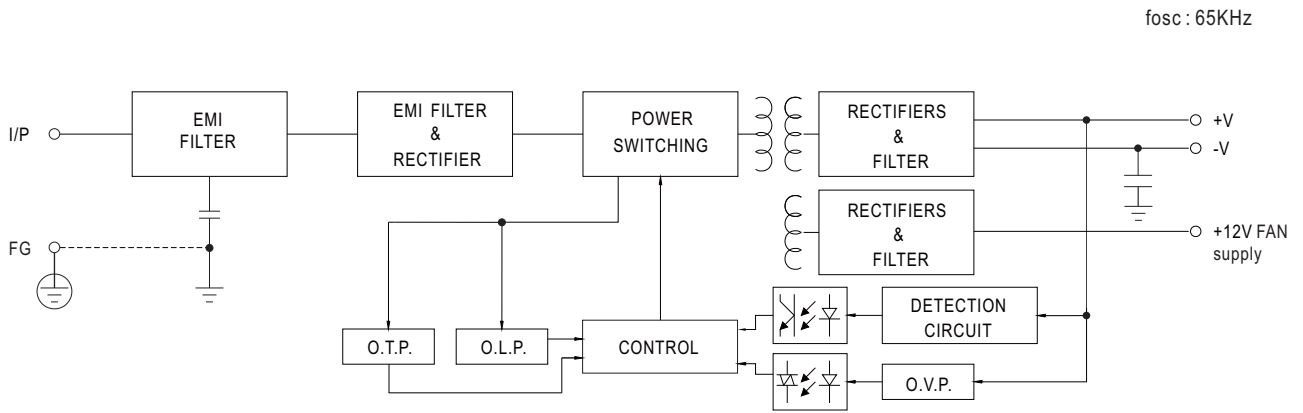 fosc : 65KHz
I/P
EMI
FILTER
EMI FILTER
&
RECTIFIER
POWER
SWITCHING
RECTIFIERS
&
FILTER
+V
-V
FG
RECTIFIERS
&
FILTER
+12V FAN
supply
O.T.P.
O.L.P.
CONTROL
DETECTION
CIRCUIT
O.V.P.